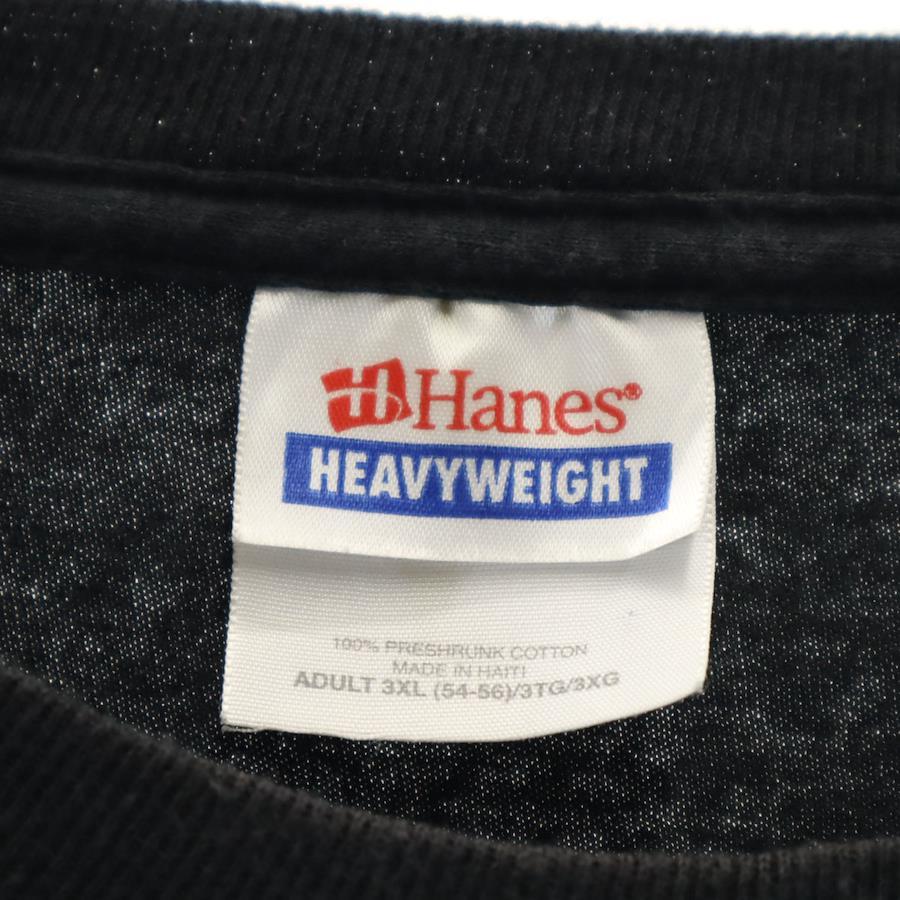 H Hanes®
HEAVYWEIGHT
100% PRESHRUNK COTTON
MADE IN HAITI
ADULT 3XL (54-56)/3TG/3XG